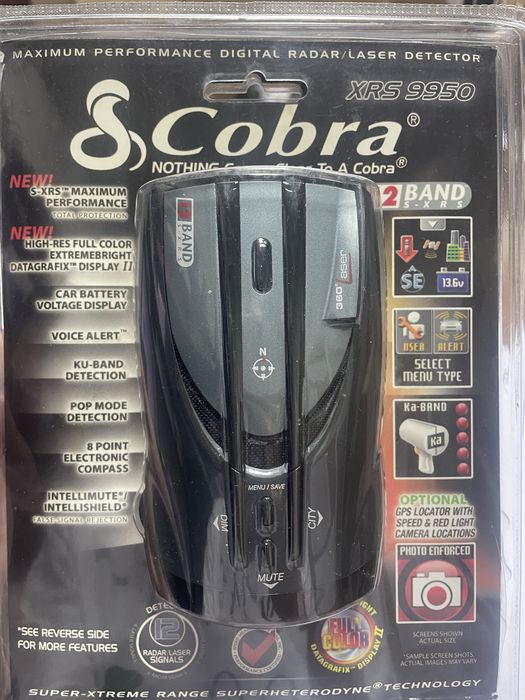 MAXIMUM PERFORMANCE DIGITAL RADAR/LASER DETECTOR
XRS 9950
Cobra®
NOTHING Comes Close To A Cobra®
NEW!
S-XRS™ MAXIMUM
PERFORMANCE
TOTAL PROTECTION
NEW!
HIGH-RES FULL COLOR
EXTREMEBRIGHT
DATAGRAFIX™ DISPLAY II
CAR BATTERY
VOLTAGE DISPLAY
VOICE ALERT™
KU-BAND
DETECTION
POP MODE
DETECTION
8 POINT
ELECTRONIC
COMPASS
INTELLIMUTE®/
INTELLISHIELD®
FALSE SIGNAL REJECTION
*SEE REVERSE SIDE
FOR MORE FEATURES
12 BAND
S-XRS
360° Laser
N
MENU / SAVE
DIM
CITY
MUTE
2 BAND
S-XRS
SE
13.6v
USER
ALERT
SELECT
MENU TYPE
Ka-BAND
Ka
OPTIONAL
GPS LOCATOR WITH
SPEED & RED LIGHT
CAMERA LOCATIONS
PHOTO ENFORCED
SCREENS SHOWN
ACTUAL SIZE
*SAMPLE SCREEN SHOTS.
ACTUAL IMAGES MAY VARY
DETE
12
RADAR/LASER
SIGNALS
FULL
COLOR
DATAGRAFIX™ DISPLAY II
SUPER-XTREME RANGE SUPERHETERODYNE® TECHNOLOGY